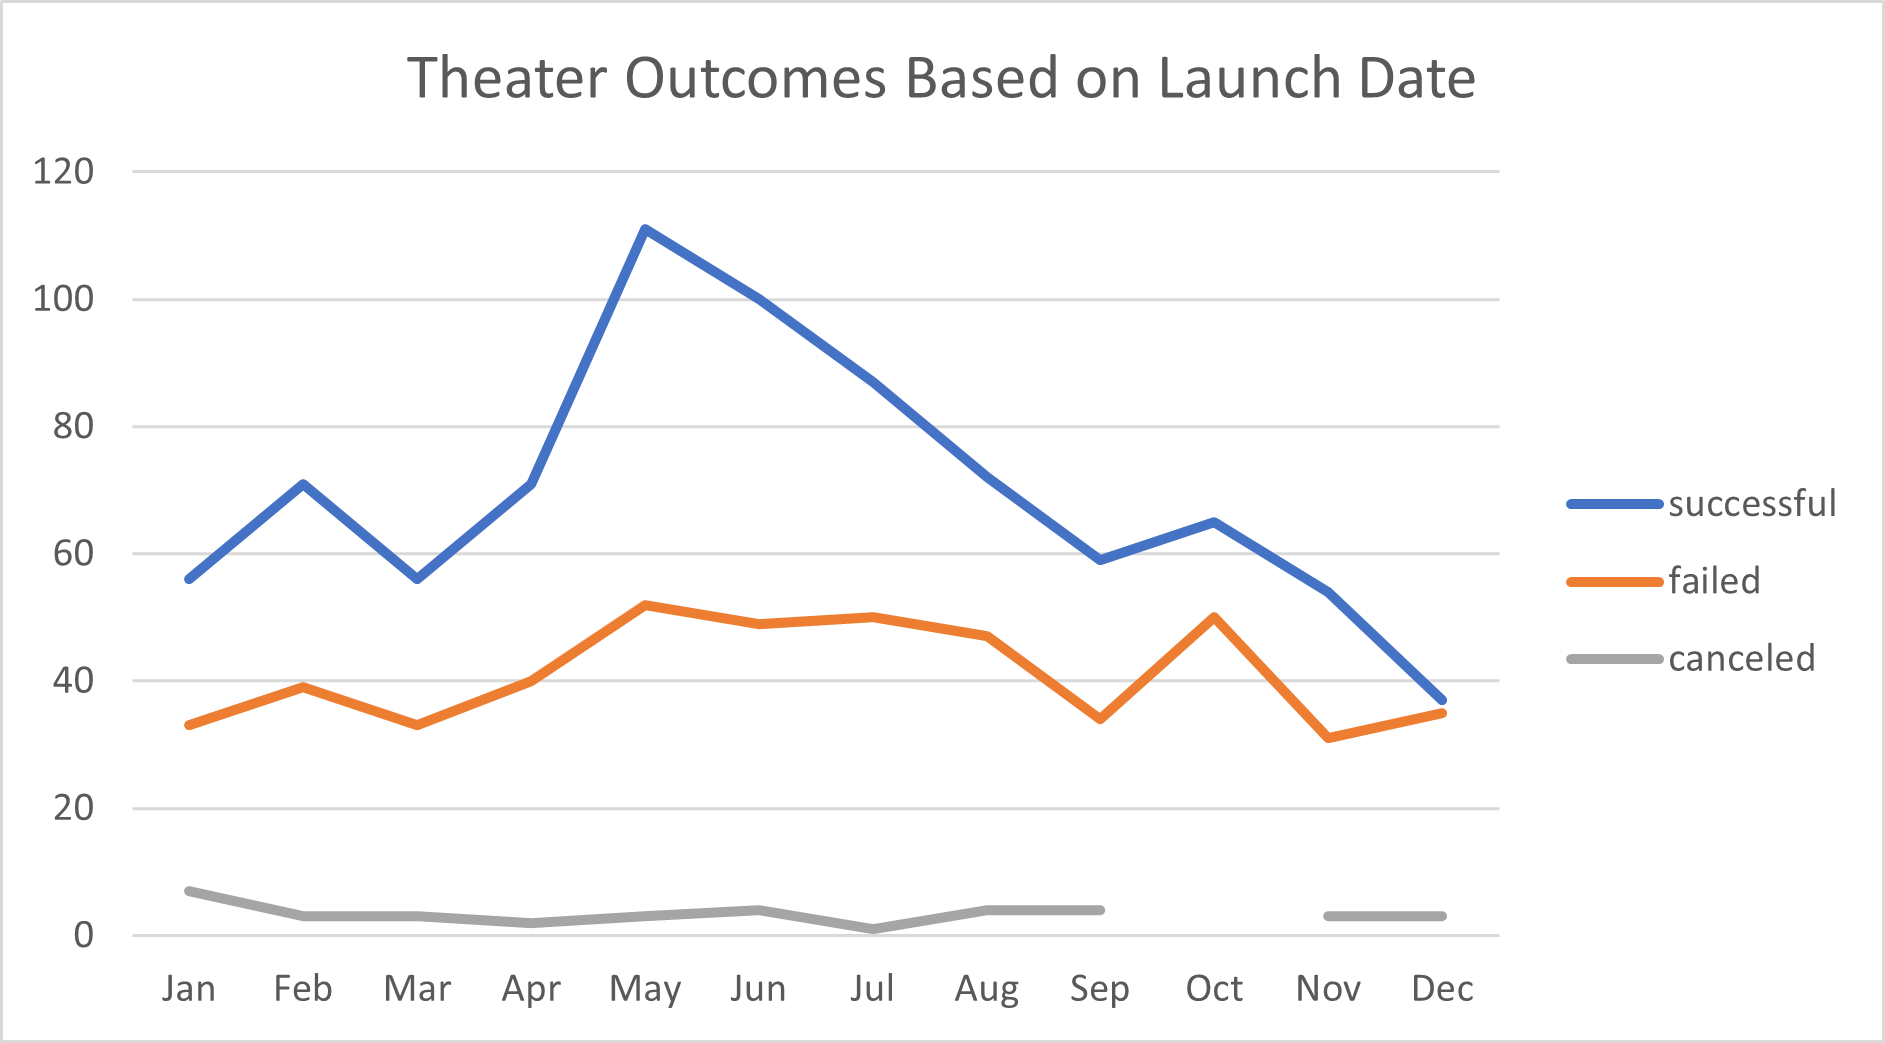 Theater Outcomes Based on Launch Date
120
100
80
60
40
20
0
Jan Feb Mar Apr May Jun Jul Aug Sep Oct Nov Dec
successful
failed
canceled